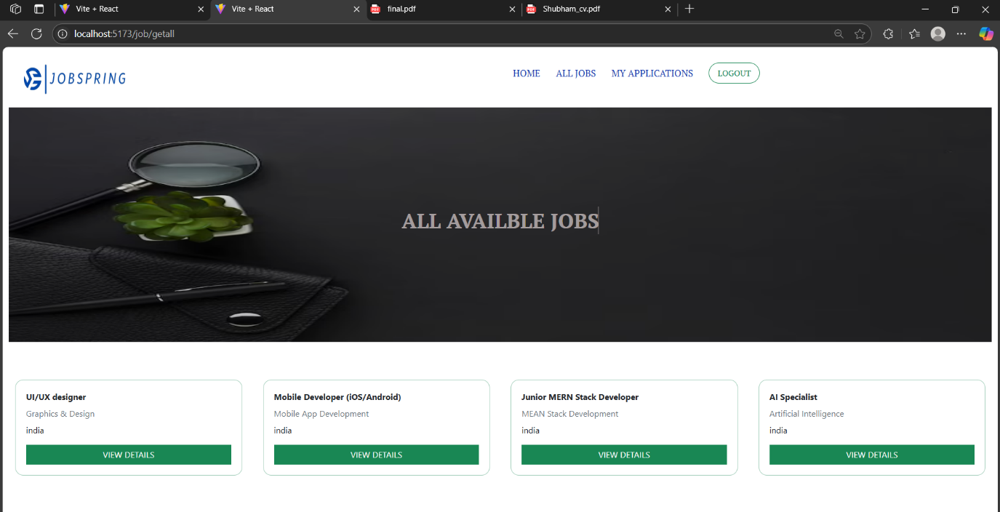 Vite + React
Vite + React
final.pdf
Shubham_cv.pdf
localhost:5173/job/getall
JOBSPRING
HOME
ALL JOBS
MY APPLICATIONS
LOGOUT
ALL AVAILBLE JOBS
UI/UX designer
Graphics & Design
india
VIEW DETAILS
Mobile Developer (iOS/Android)
Mobile App Development
india
VIEW DETAILS
Junior MERN Stack Developer
MEAN Stack Development
india
VIEW DETAILS
AI Specialist
Artificial Intelligence
india
VIEW DETAILS